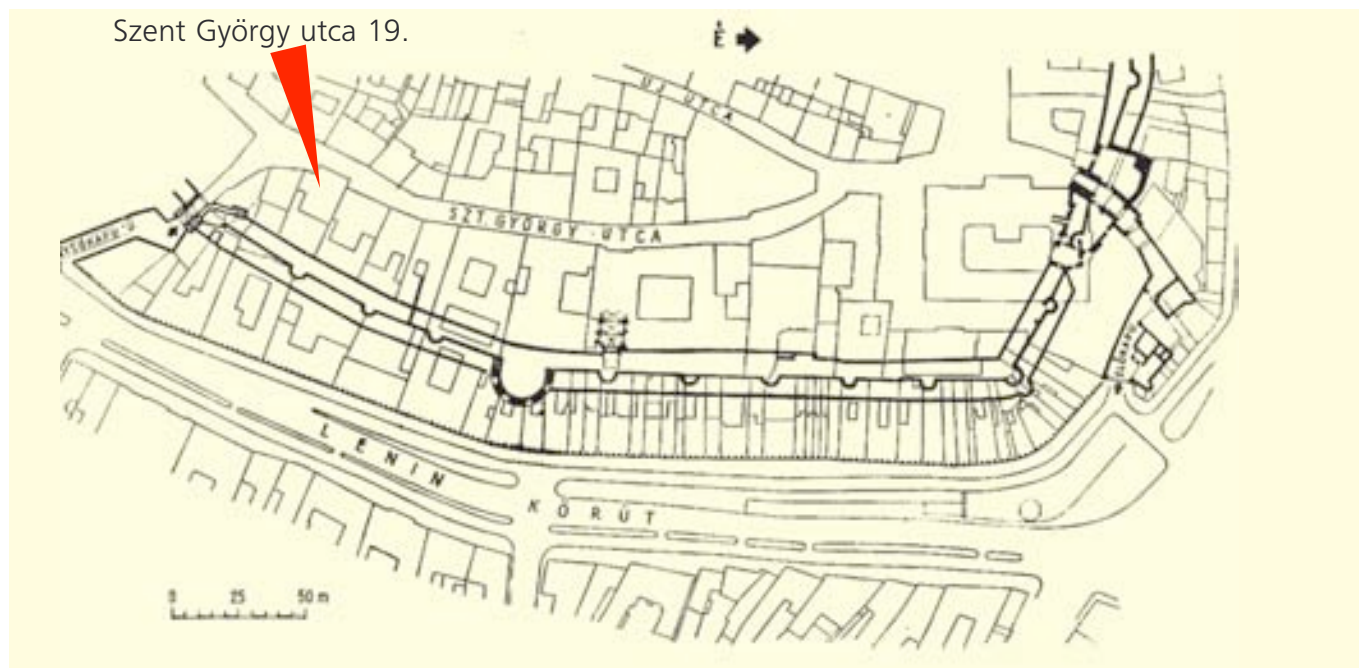 Szent György utca 19.
É
ÚJ UTCA
SZT. GYÖRGY - UTCA
LENIN
KÖRÚT
0 25 50 m